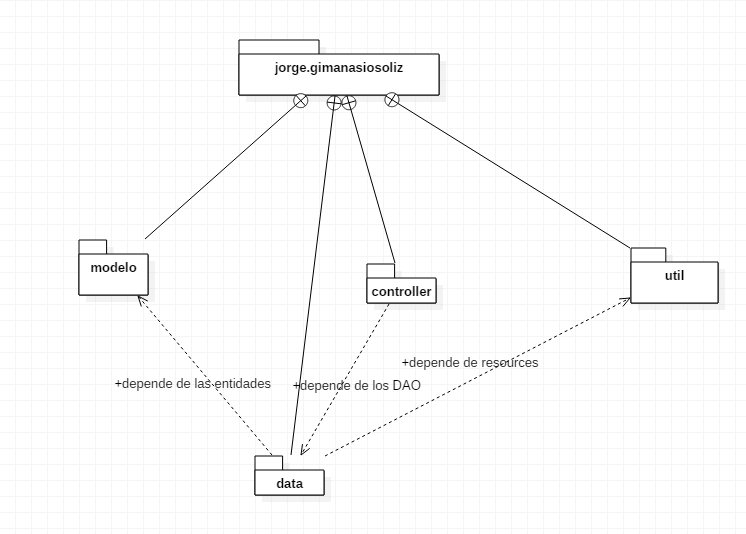 jorge.gimanasiosoliz
modelo
controller
util
+depende de resources
+depende de las entidades
+depende de los DAO
data